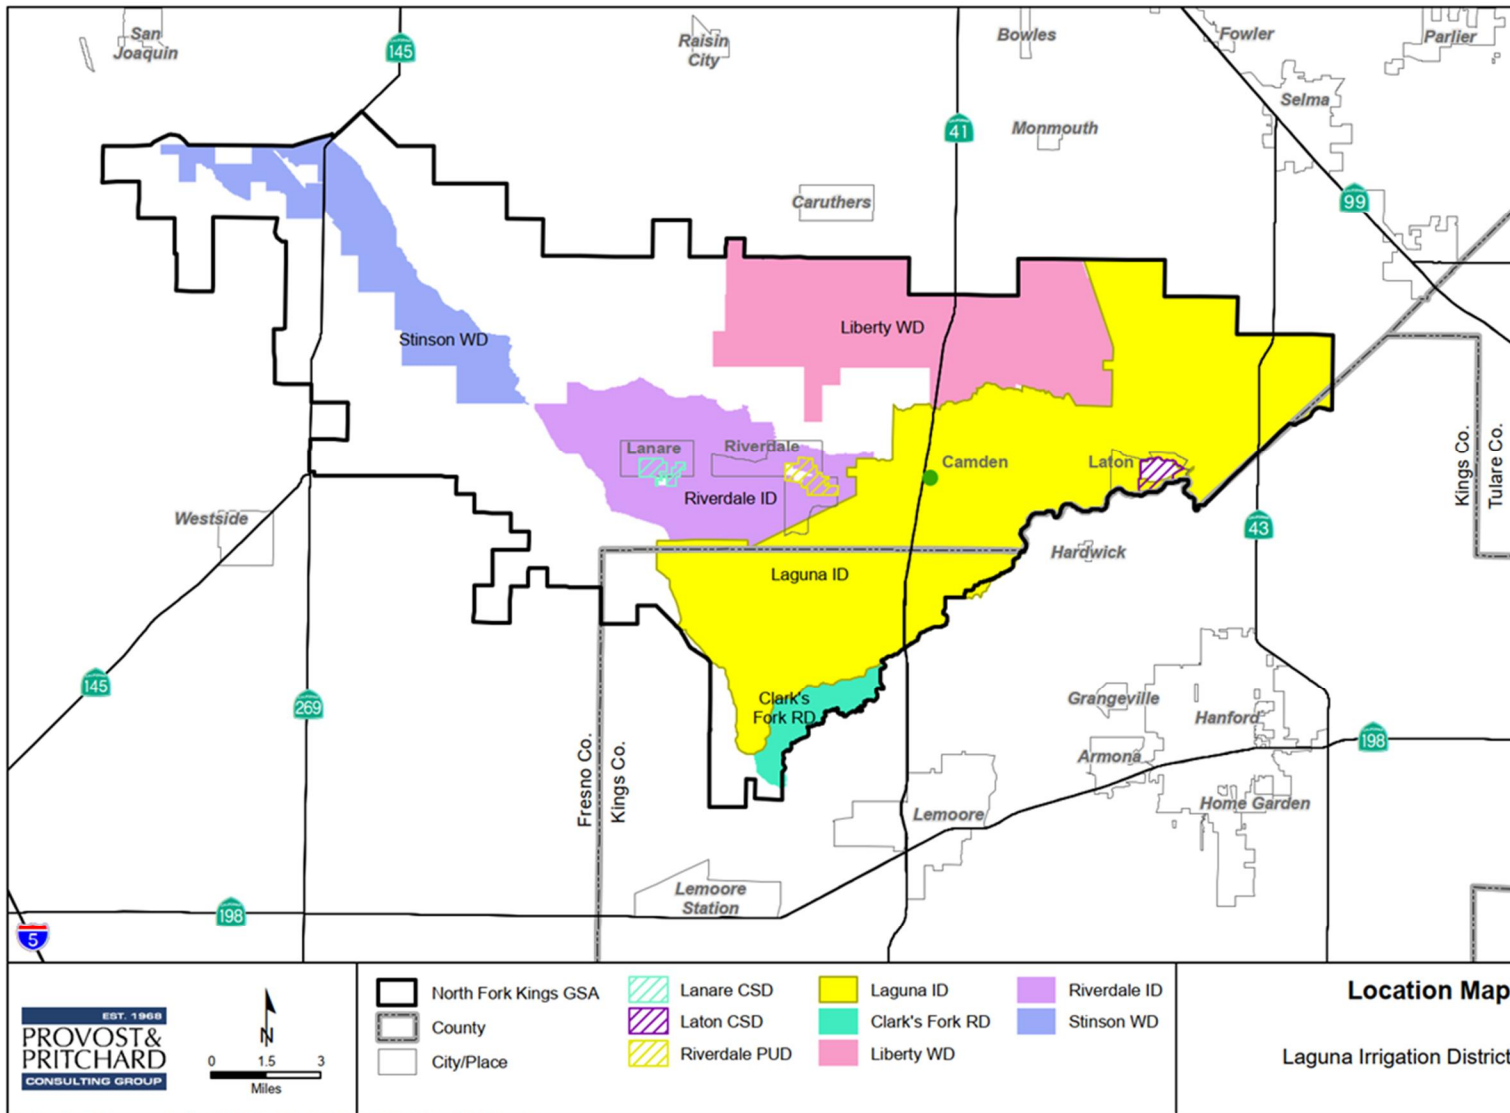 San
Joaquin
145
Raisin
City
Bowles
Fowler
Parlier
Selma
41
Monmouth
99
Caruthers
Liberty WD
Stinson WD
Lanare
Riverdale
Camden
Laton
Riverdale ID
Kings Co.
Tulare Co.
Westside
43
Hardwick
Laguna ID
145
269
Clark's
Fork RD
Grangeville
Hanford
198
Armona
Fresno Co.
Kings Co.
Home Garden
Lemoore
Lemoore
Station
198
5
EST. 1968
PROVOST&
PRITCHARD
CONSULTING GROUP
N
0 1.5 3
Miles
North Fork Kings GSA
County
City/Place
Lanare CSD
Laton CSD
Riverdale PUD
Laguna ID
Clark's Fork RD
Liberty WD
Riverdale ID
Stinson WD
Location Map
Laguna Irrigation District